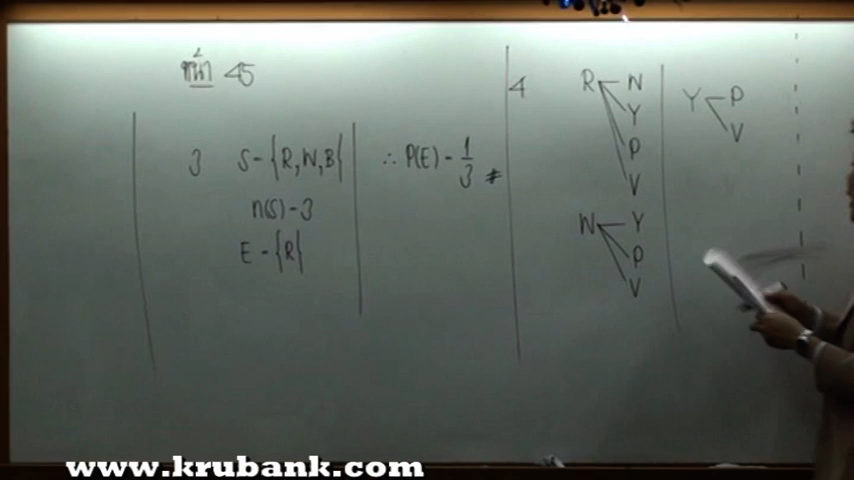 หน้า 45
3 S = {R, W, B}
n(S) = 3
E = {R}
∴ P(E) = 1/3 #
4
R W
Y
P
V
W Y
P
V
Y P
V
www.krubank.com